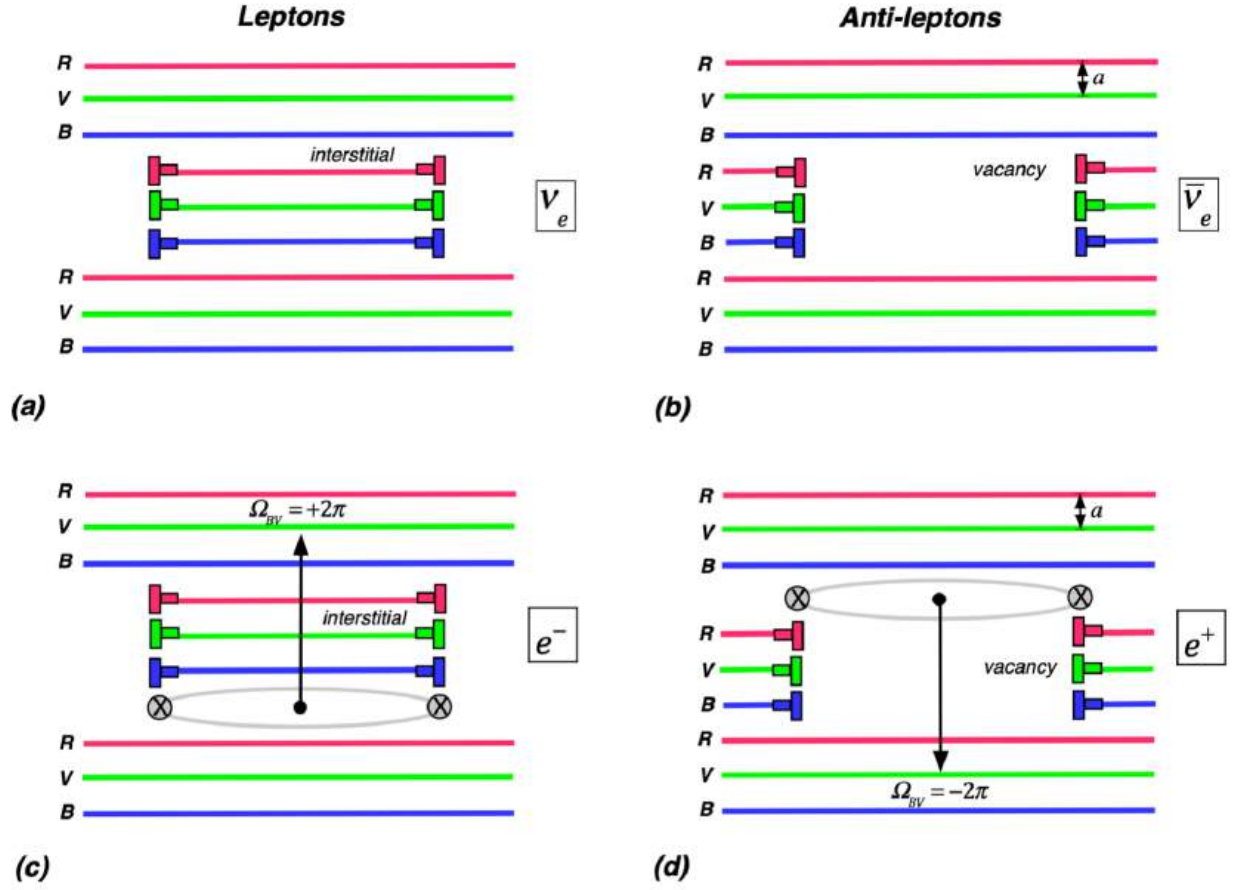 Leptons
Anti-leptons
R
V
B
interstitial
ν_e
R
V
B
(a)
R
V
a
B
R
vacancy
V
B
ν̅_e
R
V
B
(b)
R
Ω_BV = +2π
V
B
interstitial
e⁻
R
V
B
(c)
R
V
a
B
R
V
vacancy
B
e⁺
R
V
Ω_BV = −2π
B
(d)
X
X
X
X